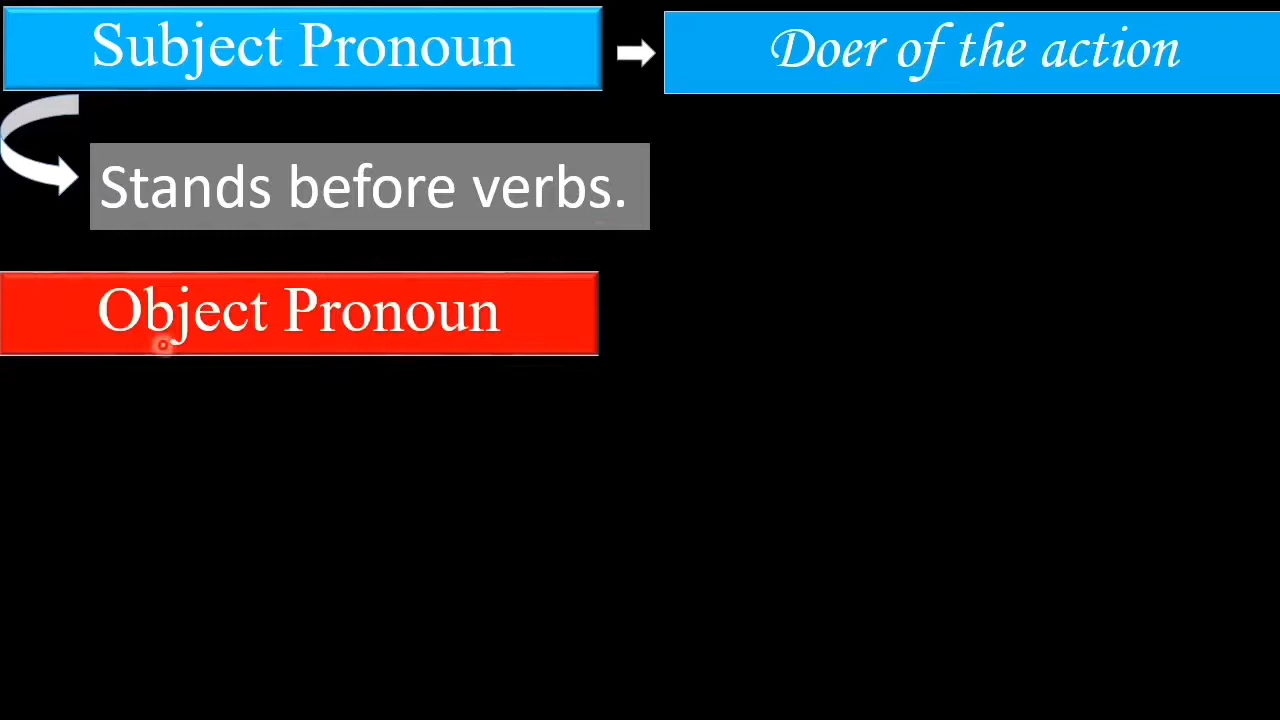 Subject Pronoun
Doer of the action
Stands before verbs.
Object Pronoun